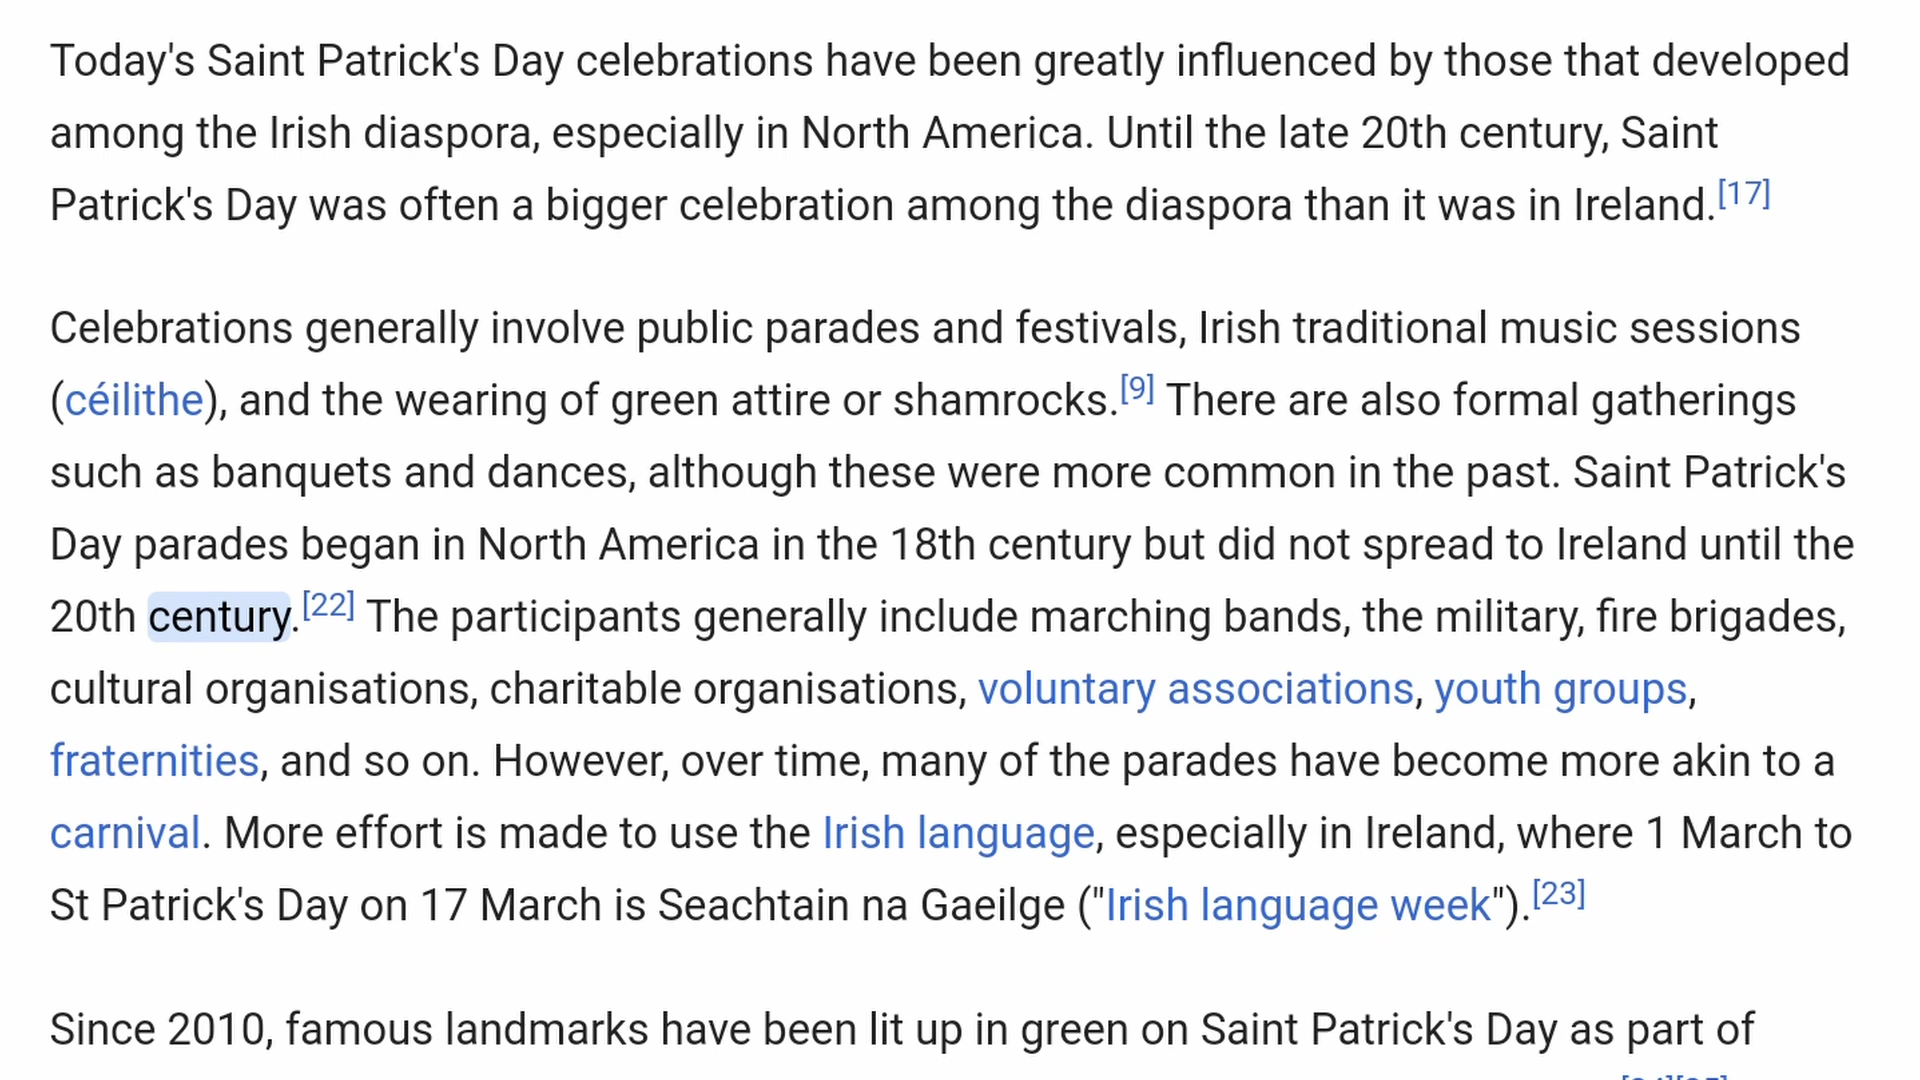 Today's Saint Patrick's Day celebrations have been greatly influenced by those that developed
among the Irish diaspora, especially in North America. Until the late 20th century, Saint
Patrick's Day was often a bigger celebration among the diaspora than it was in Ireland.[17]
Celebrations generally involve public parades and festivals, Irish traditional music sessions
(céilithe), and the wearing of green attire or shamrocks.[9] There are also formal gatherings
such as banquets and dances, although these were more common in the past. Saint Patrick's
Day parades began in North America in the 18th century but did not spread to Ireland until the
20th century.[22] The participants generally include marching bands, the military, fire brigades,
cultural organisations, charitable organisations, voluntary associations, youth groups,
fraternities, and so on. However, over time, many of the parades have become more akin to a
carnival. More effort is made to use the Irish language, especially in Ireland, where 1 March to
St Patrick's Day on 17 March is Seachtain na Gaeilge ("Irish language week").[23]
Since 2010, famous landmarks have been lit up in green on Saint Patrick's Day as part of